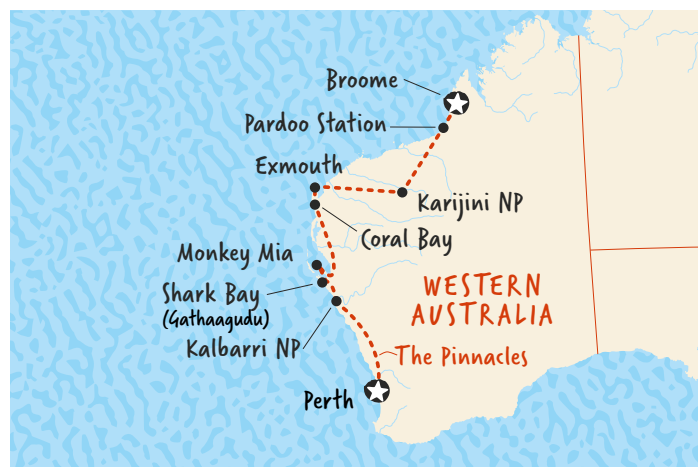 Broome
Pardoo Station
Exmouth
Karijini NP
Coral Bay
Monkey Mia
Shark Bay
(Gathaagudu)
WESTERN
AUSTRALIA
Kalbarri NP
The Pinnacles
Perth